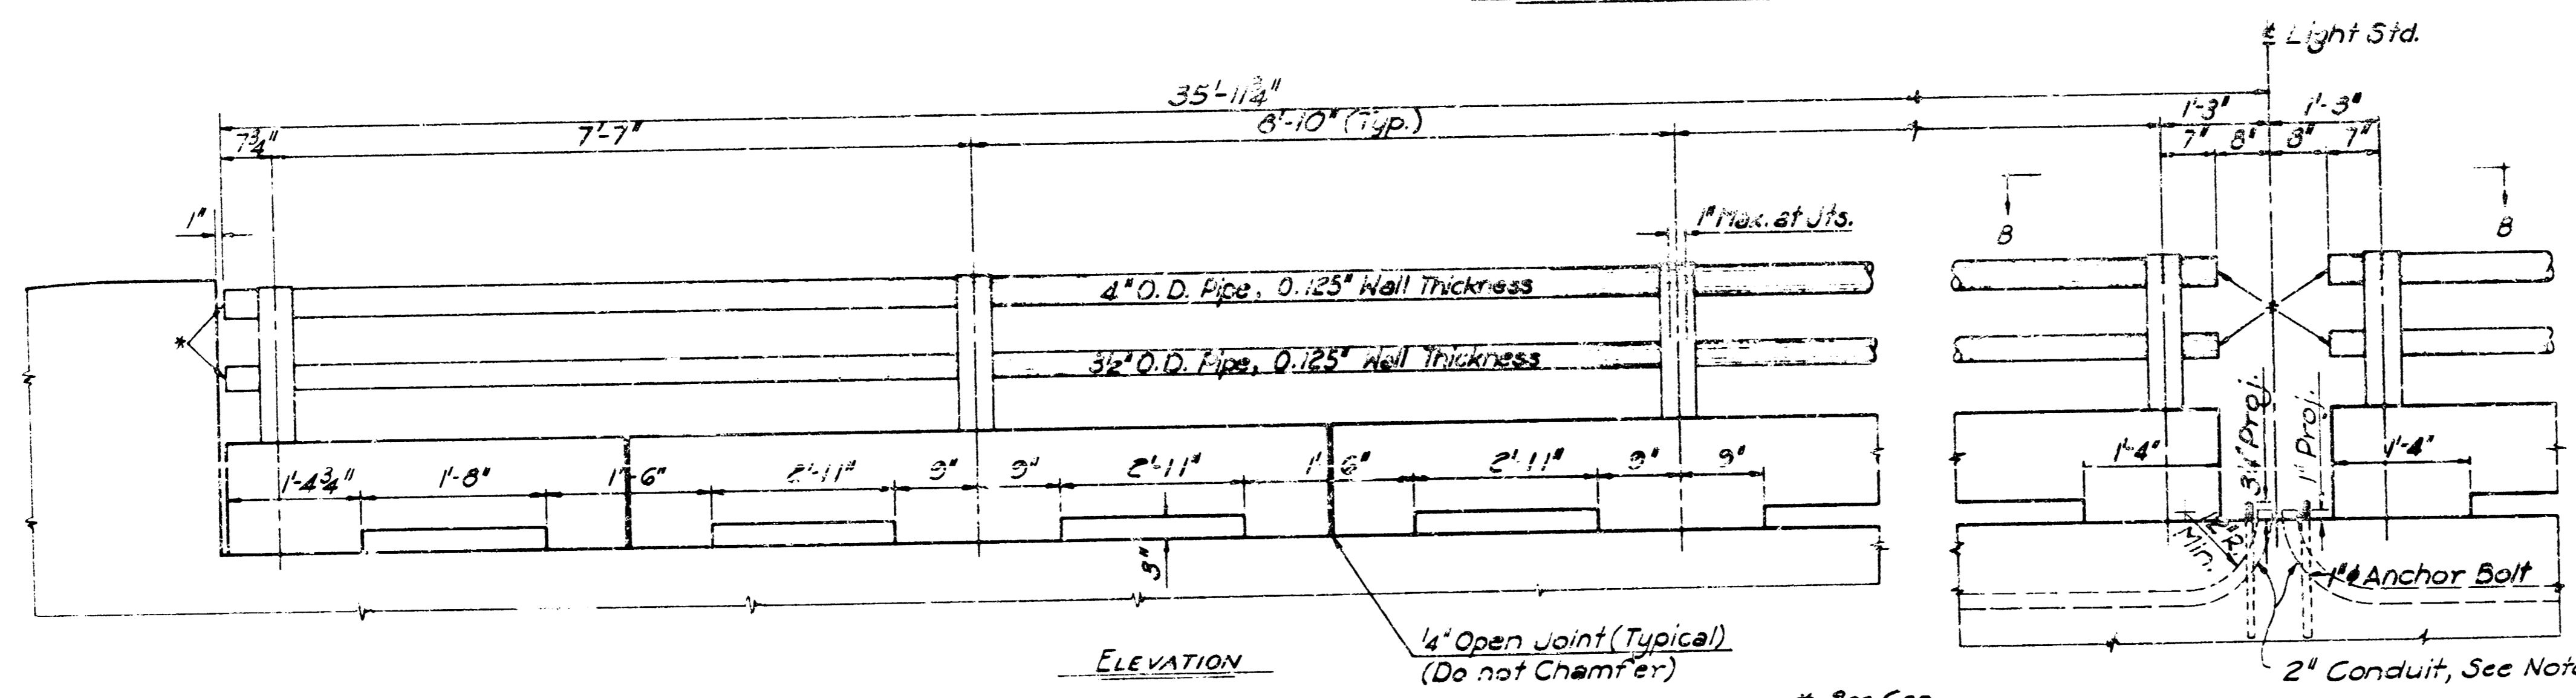 ℄ Light Std.
35'-11¾"
1'-3" 1'-3"
7¾" 7'-7" 8'-10" (Typ.) 7" 8" 8" 7"
1" 1" Max. at Jts. B B
4" O.D. Pipe, 0.125" Wall Thickness
*
3½" O.D. Pipe, 0.125" Wall Thickness
1" Proj.
1'-4¾" 1'-8" 1'-6" 2'-11" 9" 9" 2'-11" 1'-6" 2'-11" 9" 9" 1'-4" 1'-4"
3"
Min.
1"ϕ Anchor Bolt
¼" Open Joint (Typical)
(Do not Chamfer)
ELEVATION
2" Conduit, See Note